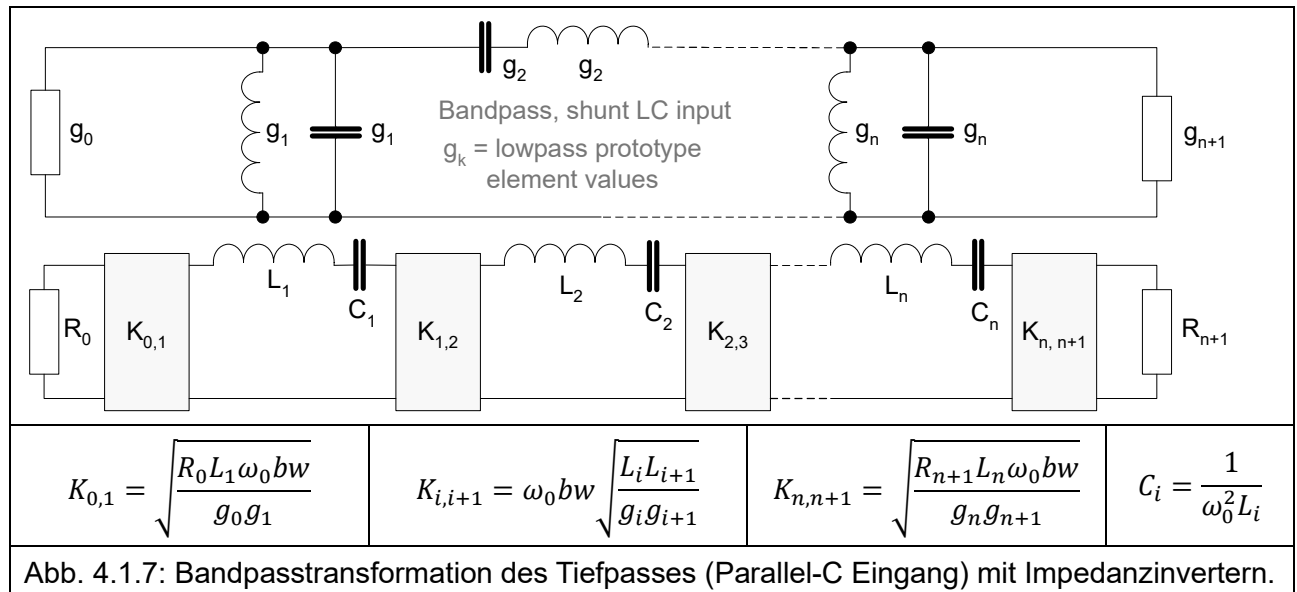 g₂ g₂
g₀ g₁ g₁ gₙ gₙ gₙ₊₁
Bandpass, shunt LC input
gₖ = lowpass prototype
element values
L₁ C₁ L₂ C₂ Lₙ Cₙ
R₀ K₀,₁ K₁,₂ K₂,₃ Kₙ, ₙ₊₁ Rₙ₊₁
K₀,₁ = √(R₀L₁ω₀bw / g₀g₁)
Kᵢ,ᵢ₊₁ = ω₀bw √(LᵢLᵢ₊₁ / gᵢgᵢ₊₁)
Kₙ,ₙ₊₁ = √(Rₙ₊₁Lₙω₀bw / gₙgₙ₊₁)
Cᵢ = 1 / ω₀²Lᵢ
Abb. 4.1.7: Bandpasstransformation des Tiefpasses (Parallel-C Eingang) mit Impedanzinvertern.